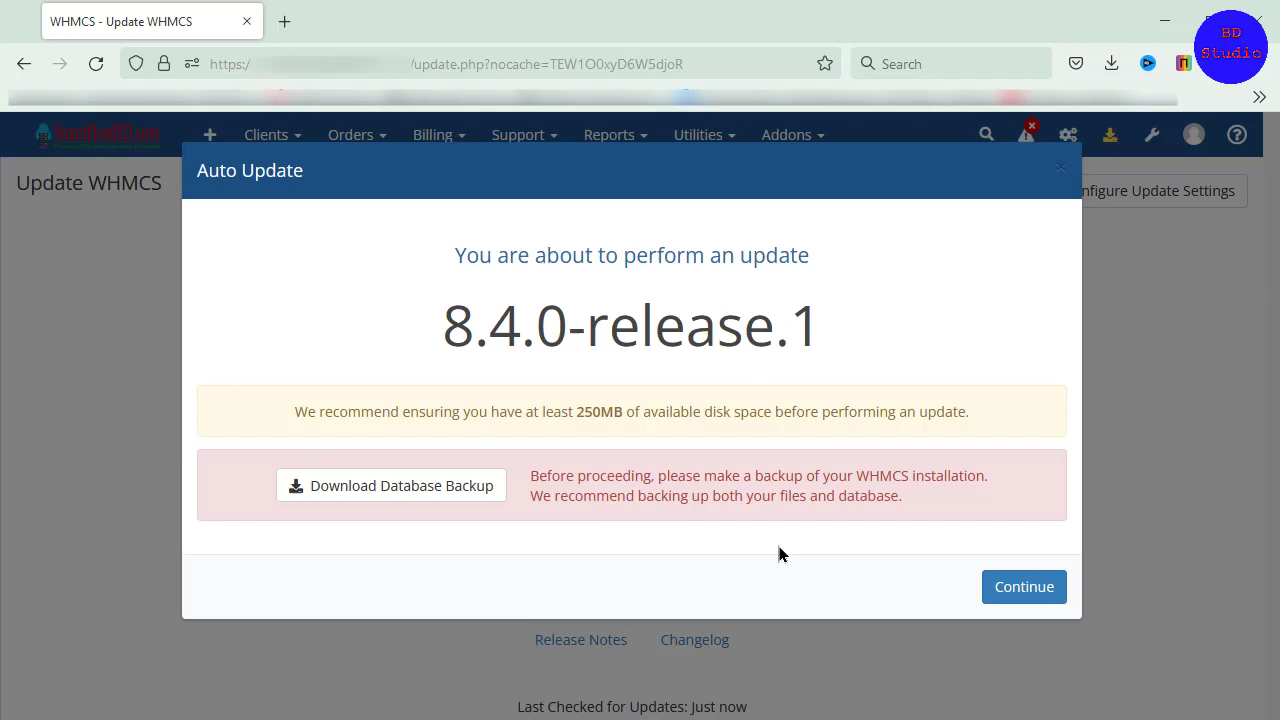 WHMCS - Update WHMCS
BD
Studio
https://
/update.php?nocache=TEW1O0xyD6W5djoR
Search
SmartHostBD.com
Clients
Orders
Billing
Support
Reports
Utilities
Addons
Update WHMCS
nfigure Update Settings
Auto Update
You are about to perform an update
8.4.0-release.1
We recommend ensuring you have at least 250MB of available disk space before performing an update.
Download Database Backup
Before proceeding, please make a backup of your WHMCS installation.
We recommend backing up both your files and database.
Continue
Release Notes
Changelog
Last Checked for Updates: Just now